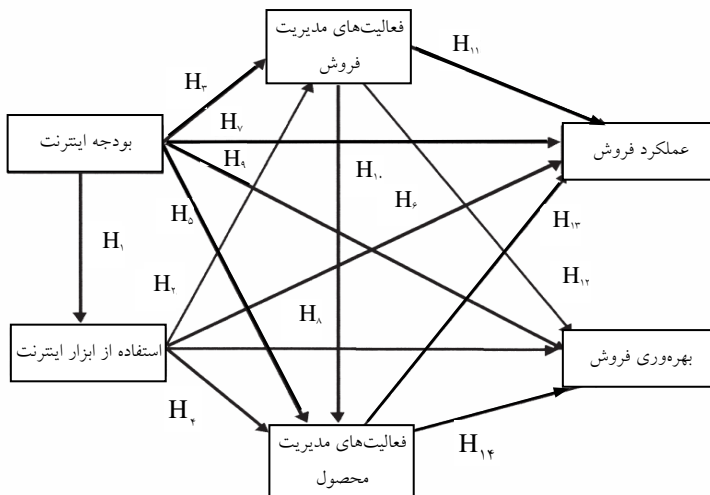 فعالیت‌های مدیریت
فروش
H۱۱
H۳
بودجه اینترنت
H۷
عملکرد فروش
H۹
H۱۰
H۶
H۵
H۱۳
H۱
H۲
H۱۲
H۸
استفاده از ابزار اینترنت
بهره‌وری فروش
H۴
فعالیت‌های مدیریت
محصول
H۱۴